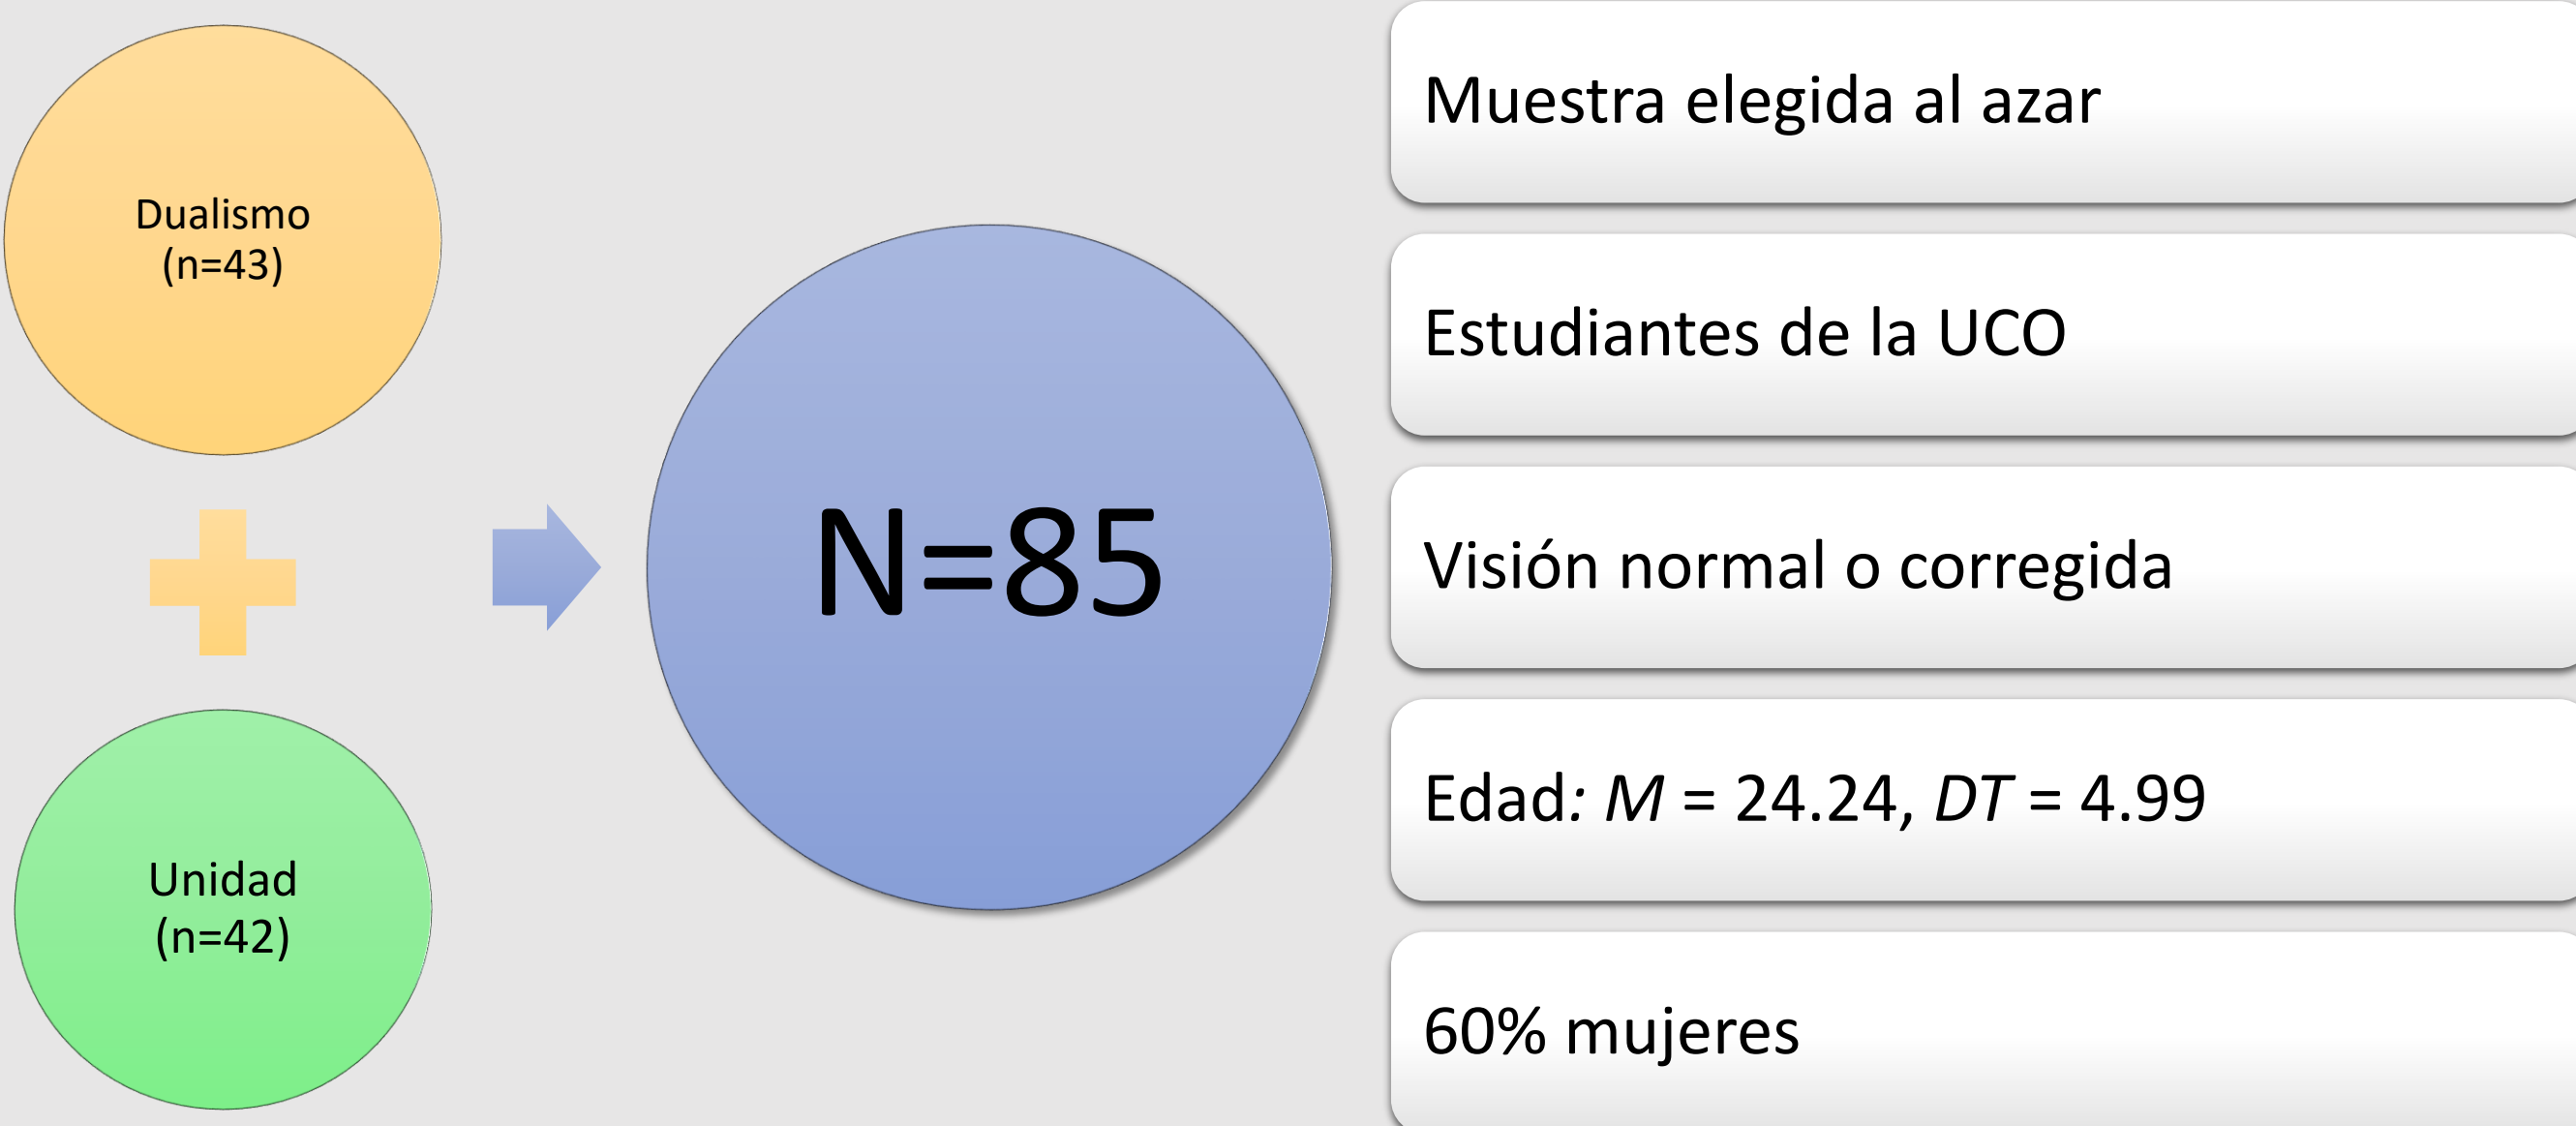 Dualismo
(n=43)
Unidad
(n=42)
N=85
Muestra elegida al azar
Estudiantes de la UCO
Visión normal o corregida
Edad: M = 24.24, DT = 4.99
60% mujeres